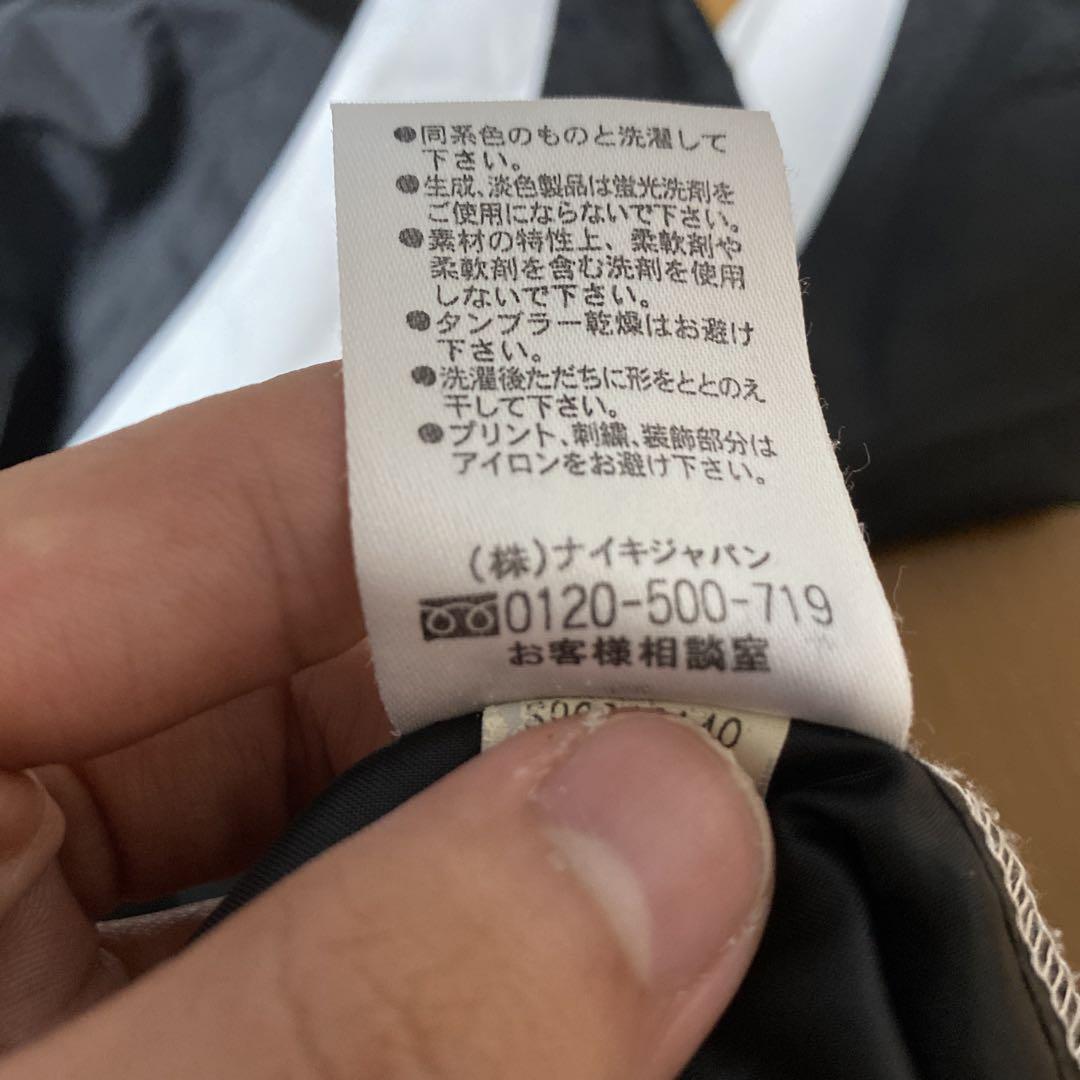 ●同系色のものと洗濯して
下さい。
●生成、淡色製品は蛍光洗剤を
ご使用にならないで下さい。
●素材の特性上、柔軟剤や
柔軟剤を含む洗剤を使用
しないで下さい。
●タンブラー乾燥はお避け
下さい。
●洗濯後ただちに形をととのえ
干して下さい。
●プリント、刺繍、装飾部分は
アイロンをお避け下さい。
(株)ナイキジャパン
0120-500-719
お客様相談室